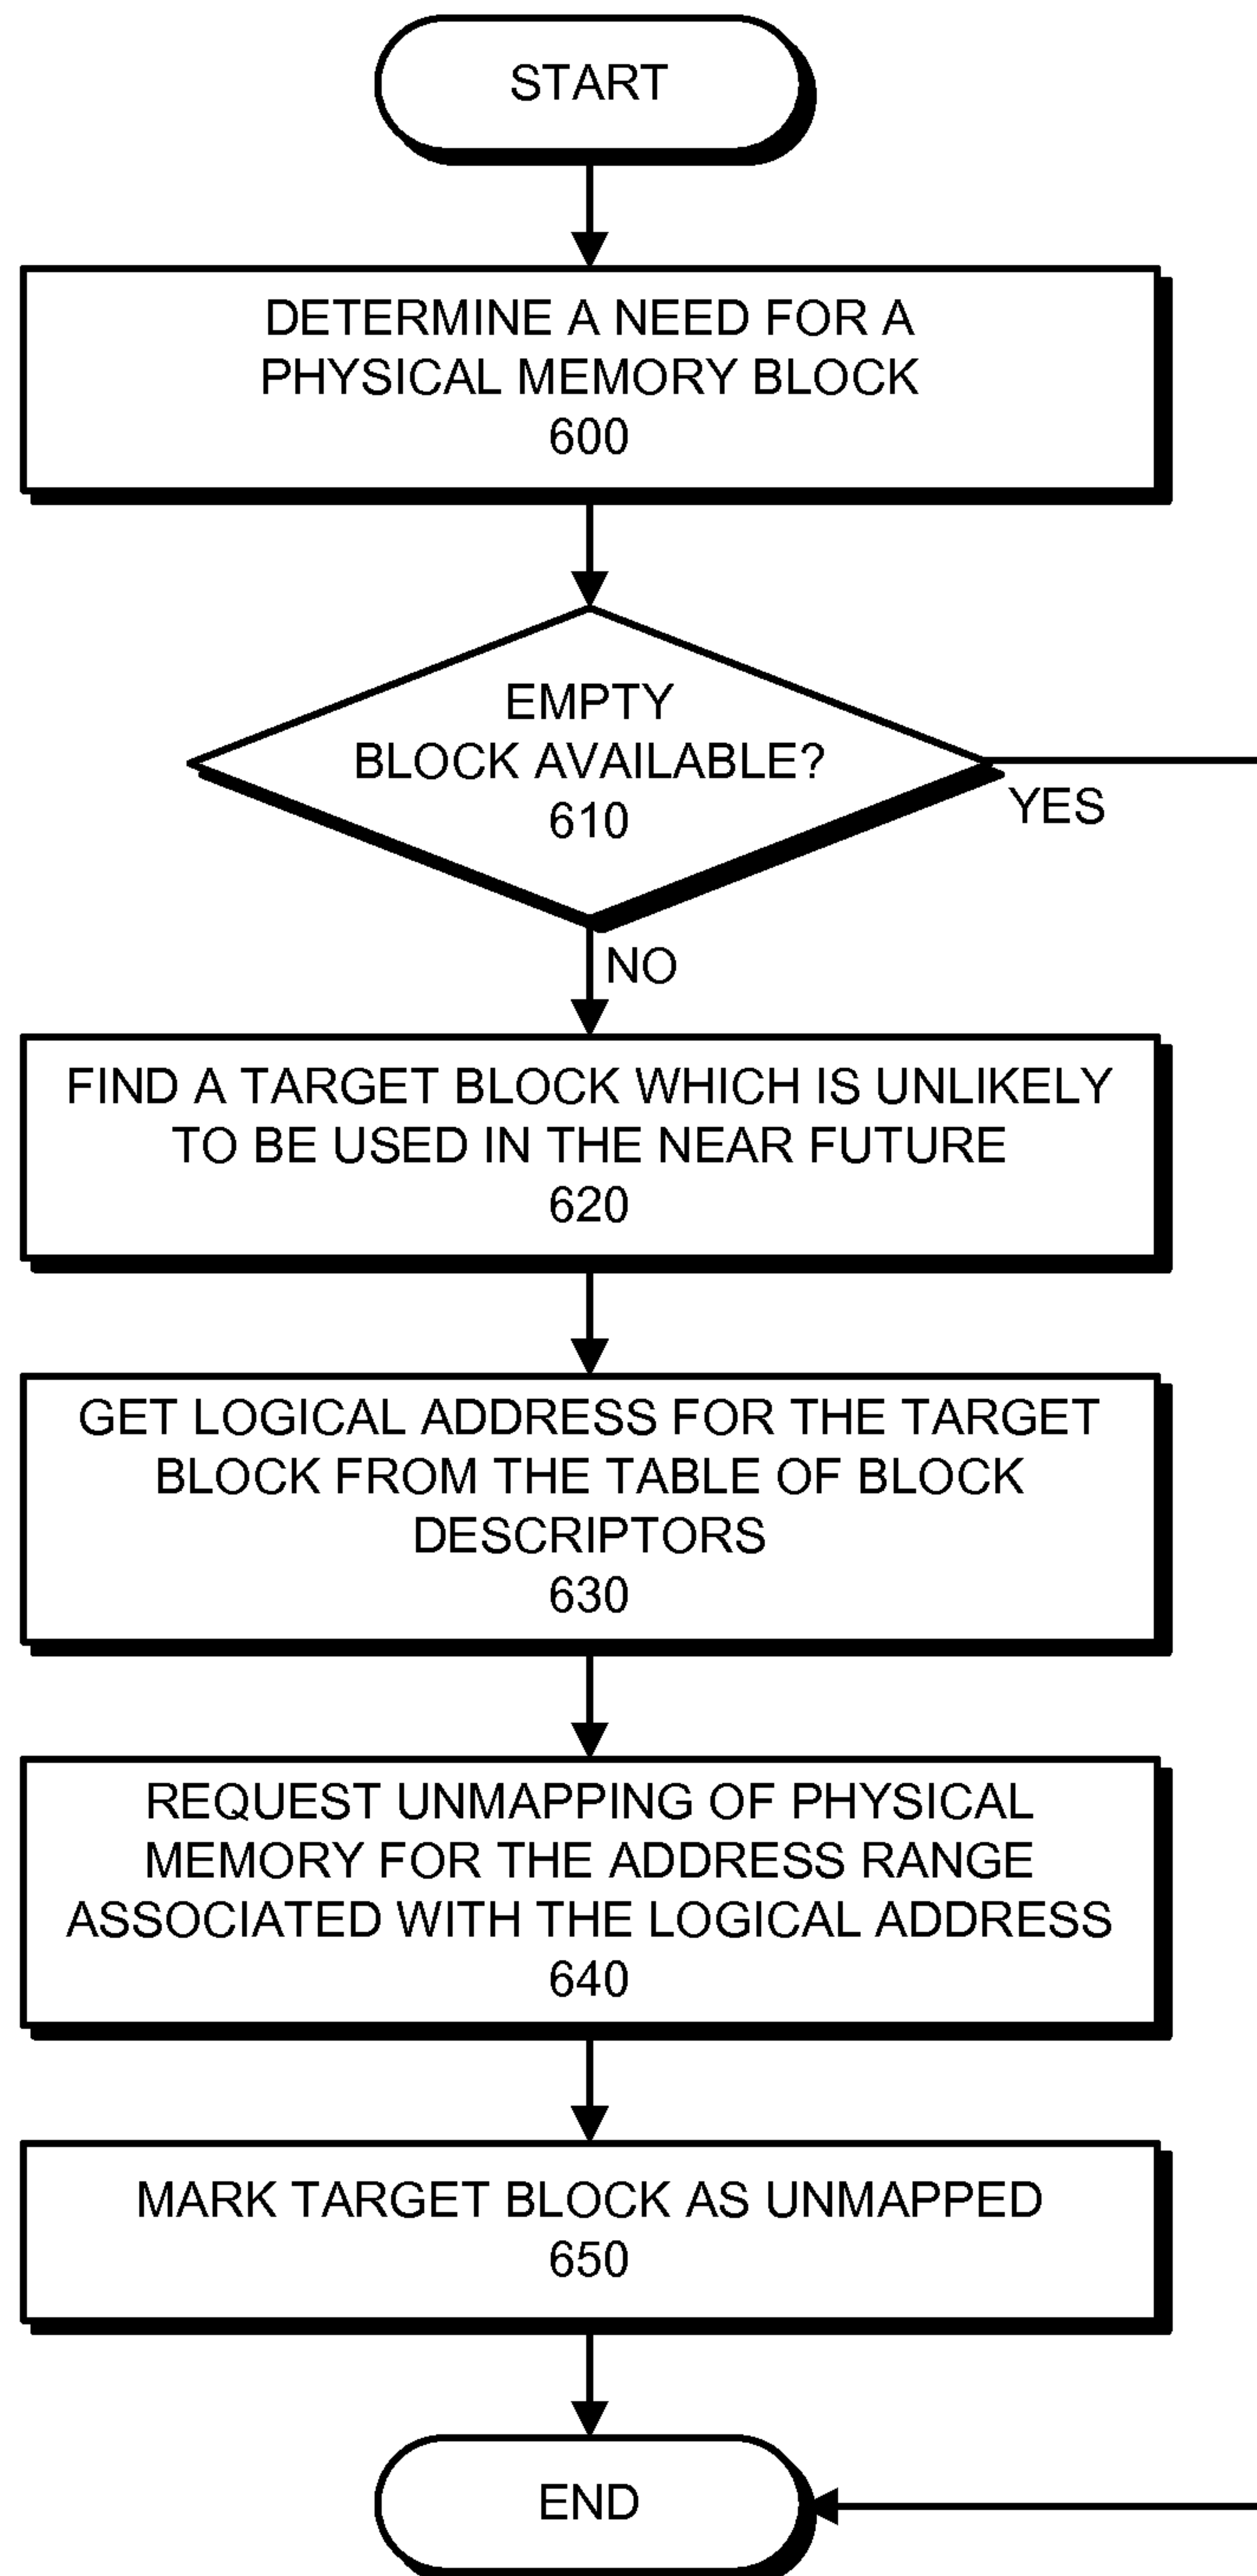 START
DETERMINE A NEED FOR A
PHYSICAL MEMORY BLOCK
600
EMPTY
BLOCK AVAILABLE?
610
YES
NO
FIND A TARGET BLOCK WHICH IS UNLIKELY
TO BE USED IN THE NEAR FUTURE
620
GET LOGICAL ADDRESS FOR THE TARGET
BLOCK FROM THE TABLE OF BLOCK
DESCRIPTORS
630
REQUEST UNMAPPING OF PHYSICAL
MEMORY FOR THE ADDRESS RANGE
ASSOCIATED WITH THE LOGICAL ADDRESS
640
MARK TARGET BLOCK AS UNMAPPED
650
END